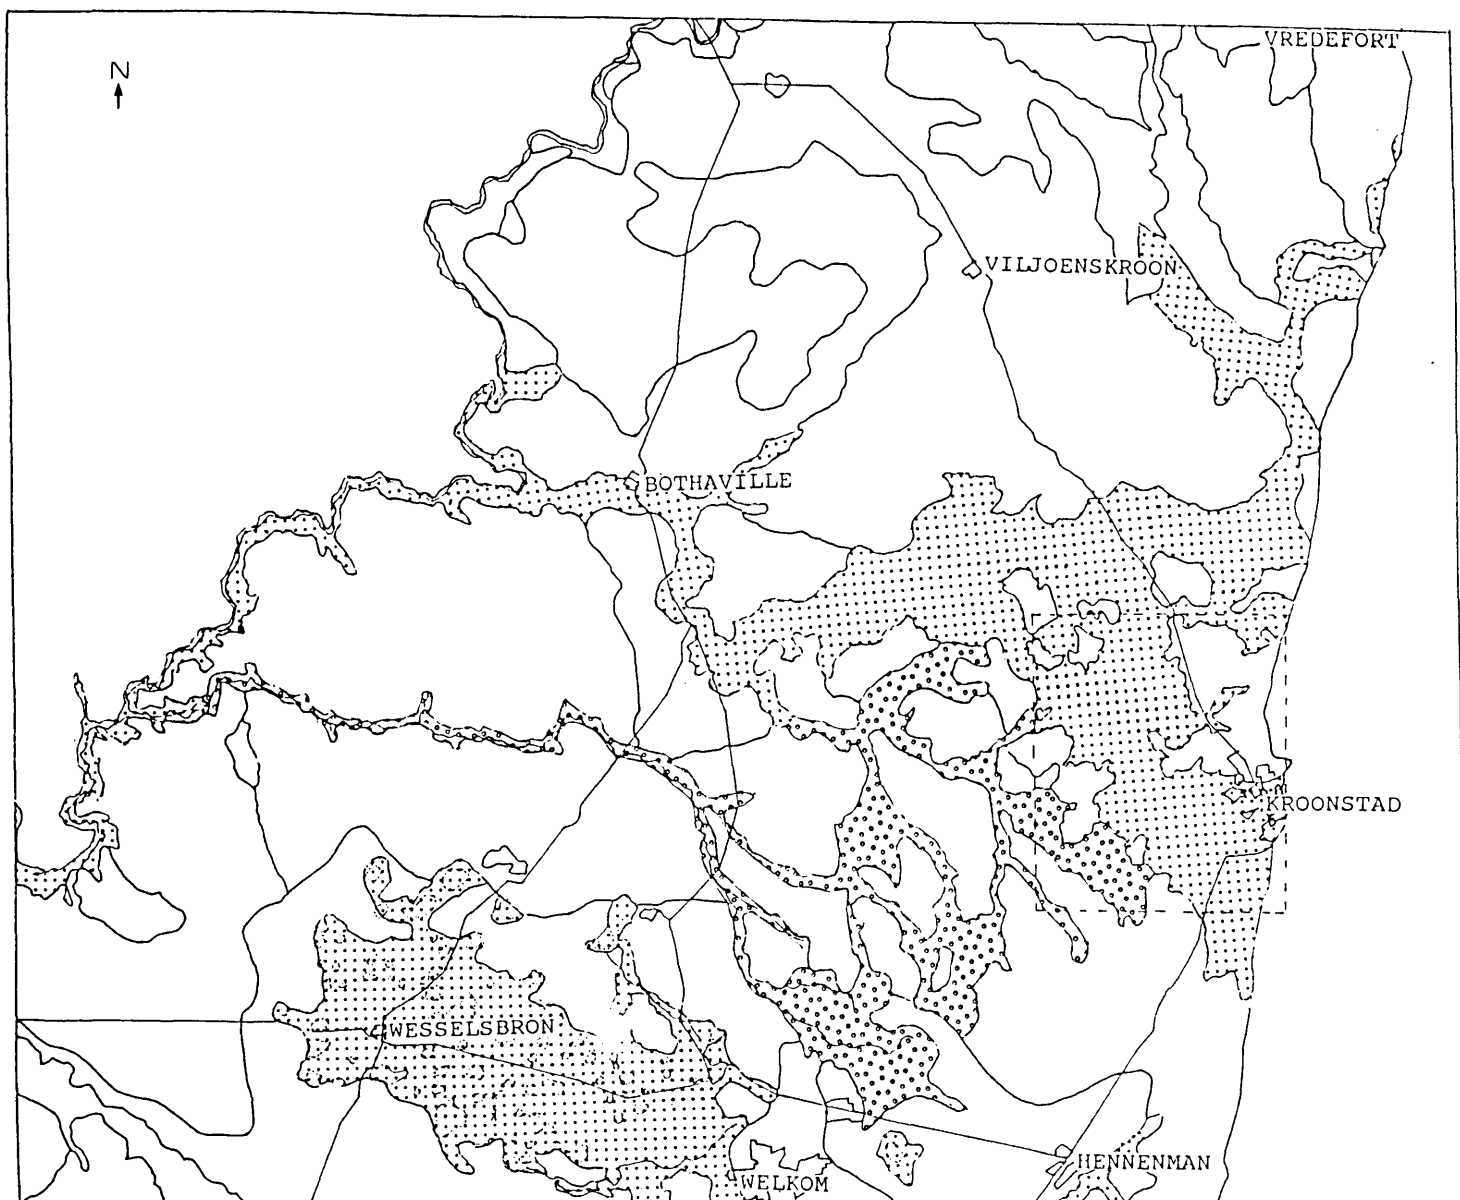 VREDEFORT
N
VILJOENSKROON
BOTHAVILLE
KROONSTAD
WESSELSBRON
HENNENMAN
WELKOM